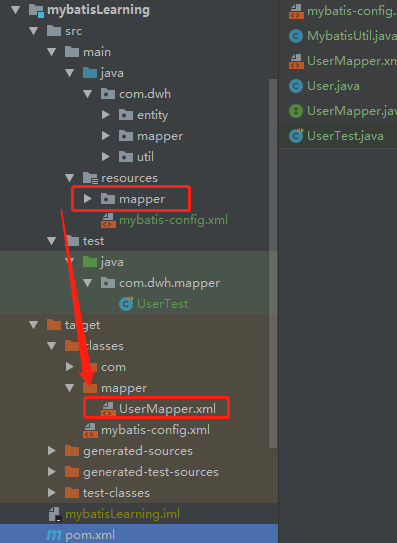 mybatisLearning
src
main
java
com.dwh
entity
mapper
util
resources
mapper
mybatis-config.xml
test
java
com.dwh.mapper
UserTest
target
classes
com
mapper
UserMapper.xml
mybatis-config.xml
generated-sources
generated-test-sources
test-classes
mybatisLearning.iml
pom.xml
mybatis-config.
MybatisUtil.java
UserMapper.xm
User.java
UserMapper.java
UserTest.java